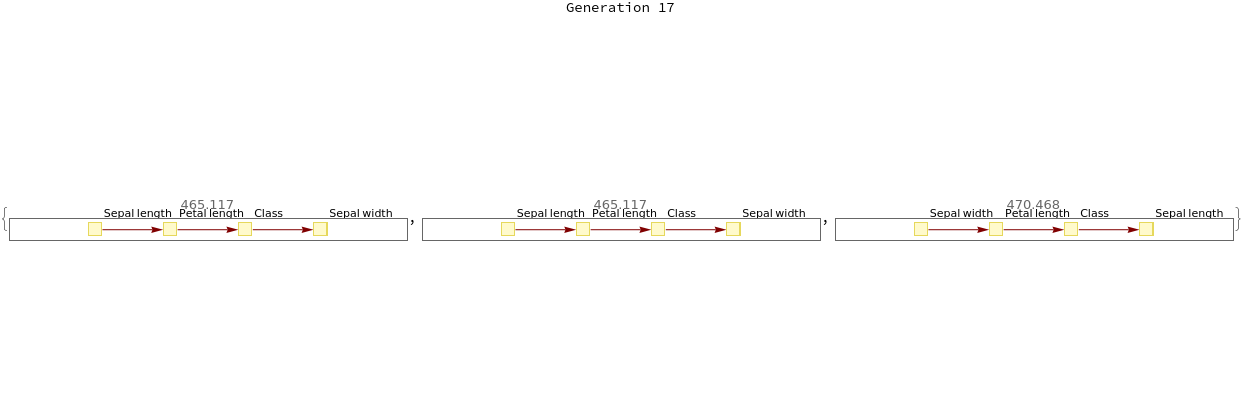 Generation 17
465.117
Sepal length Petal length Class Sepal width
,
465.117
Sepal length Petal length Class Sepal width
,
470.468
Sepal width Petal length Class Sepal length